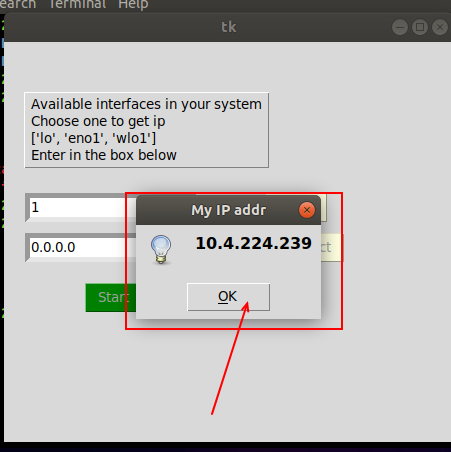 earch Terminal Help
tk
Available interfaces in your system
Choose one to get ip
['lo', 'eno1', 'wlo1']
Enter in the box below
1
My IP addr
10.4.224.239
0.0.0.0
ct
Start
OK